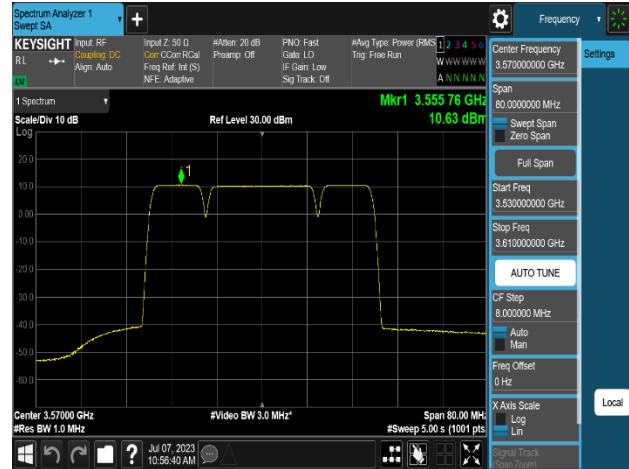 Spectrum Analyzer 1
Swept SA
Frequency
KEYSIGHT
RL
Input: RF
Coupling: DC
Align: Auto
Input Z: 50 Ω
Corr CCorr RCal
Freq Ref: Int (S)
NFE: Adaptive
#Atten: 20 dB
Preamp: Off
PNO: Fast
Gate: LO
IF Gain: Low
Sig Track: Off
#Avg Type: Power (RMS
Trig: Free Run
1 2 3 4 5 6
W W W W W W
A N N N N N
1 Spectrum
Scale/Div 10 dB
Log
Ref Level 30.00 dBm
Mkr1 3.555 76 GHz
10.63 dBm
1
20.0
10.0
0.00
-10.0
-20.0
-30.0
-40.0
-50.0
-60.0
Center 3.57000 GHz
#Res BW 1.0 MHz
#Video BW 3.0 MHz*
Span 80.00 MHz
#Sweep 5.00 s (1001 pts
?
Jul 07, 2023
10:56:40 AM
Center Frequency
3.570000000 GHz
Span
80.0000000 MHz
Swept Span
Zero Span
Full Span
Start Freq
3.530000000 GHz
Stop Freq
3.610000000 GHz
AUTO TUNE
CF Step
8.000000 MHz
Auto
Man
Freq Offset
0 Hz
X Axis Scale
Log
Lin
Signal Track
(Span Zoom)
Settings
Local